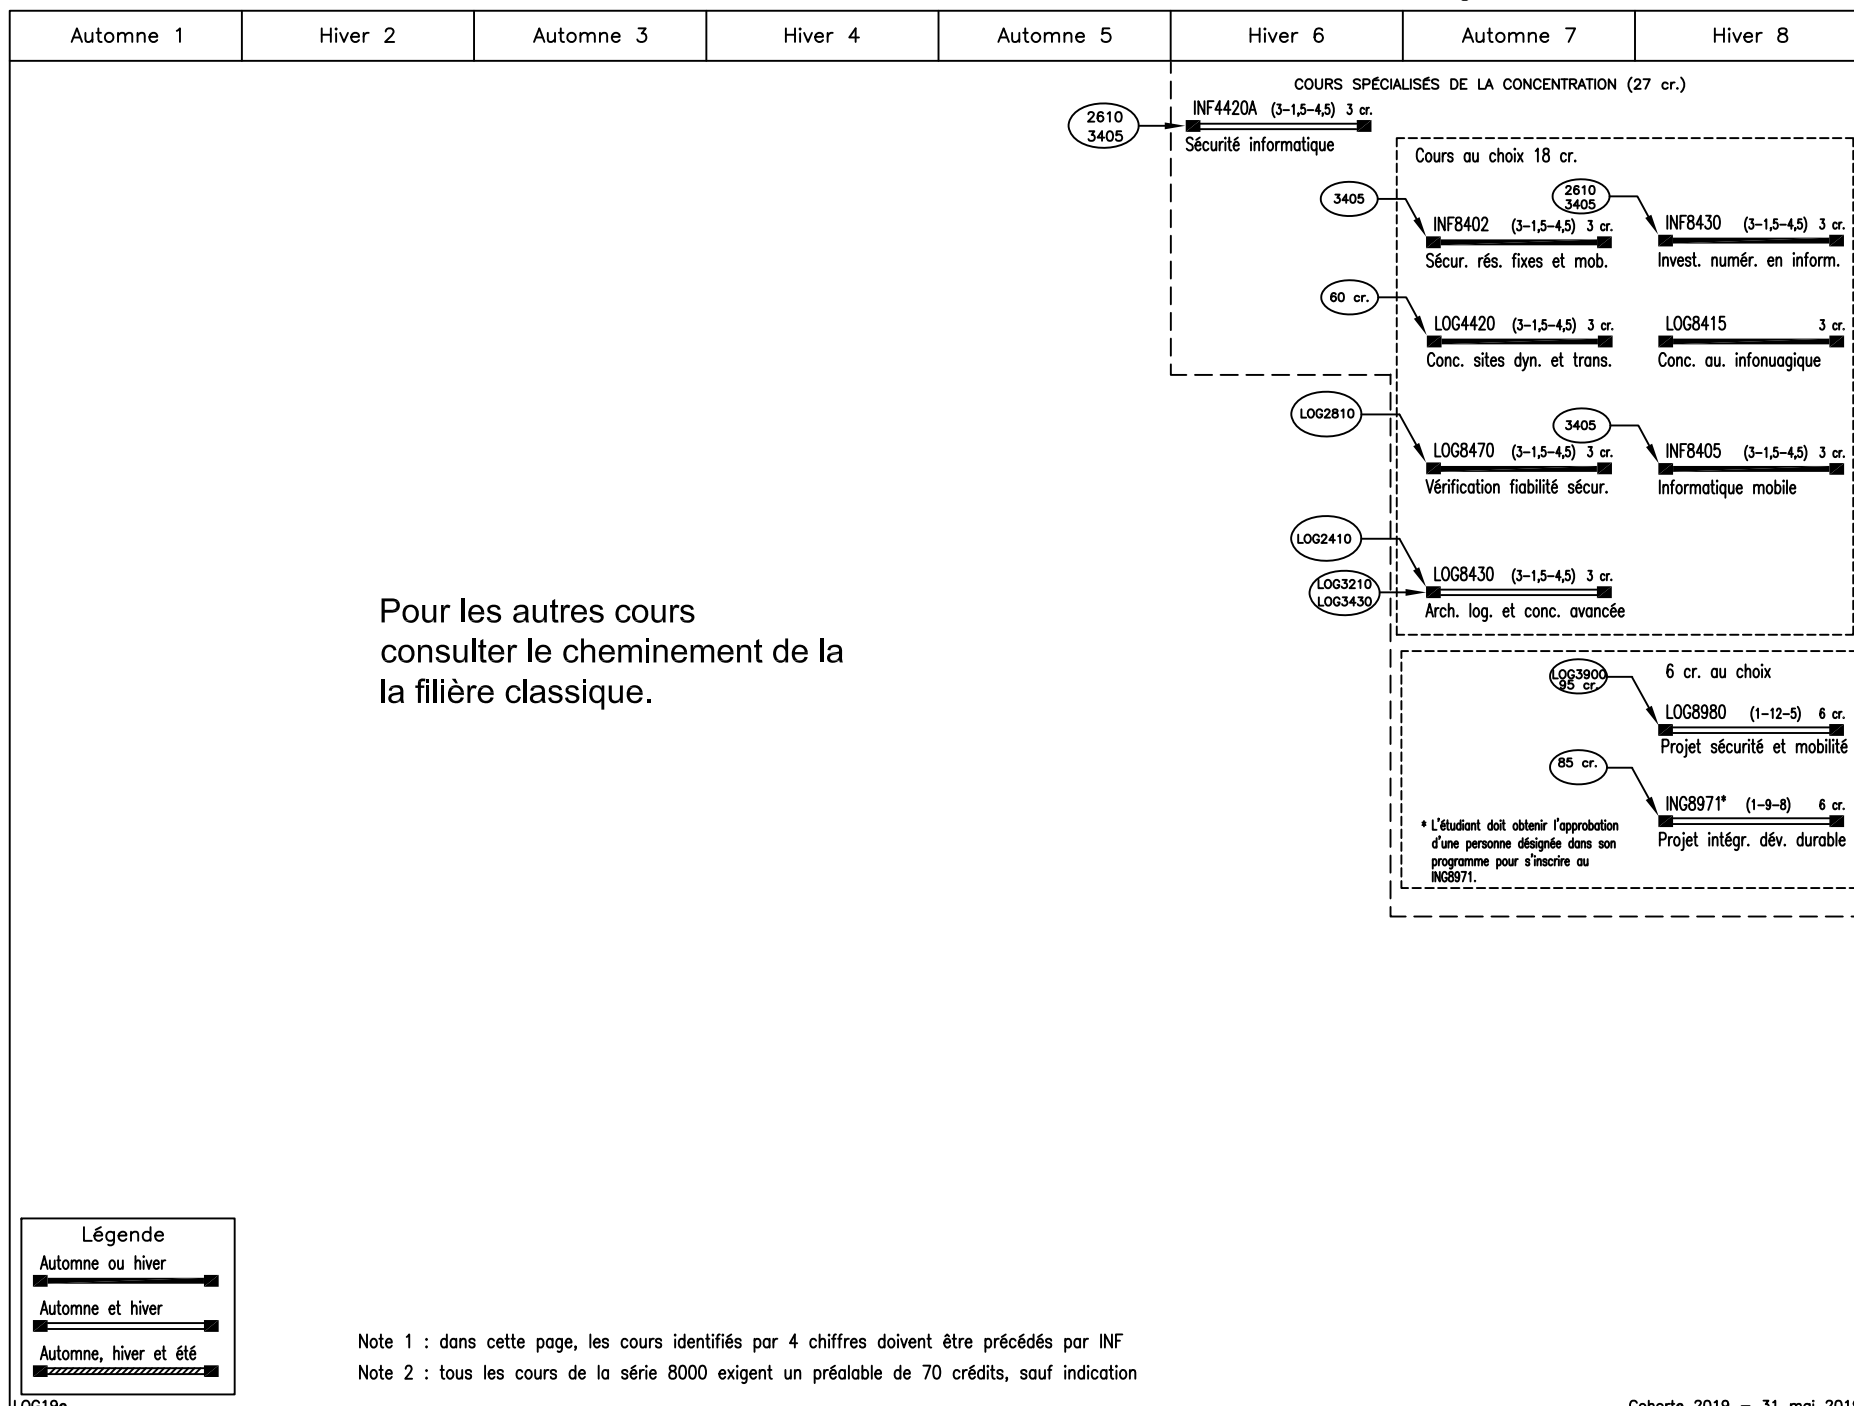 Automne 1 Hiver 2 Automne 3 Hiver 4 Automne 5 Hiver 6 Automne 7 Hiver 8
COURS SPÉCIALISÉS DE LA CONCENTRATION (27 cr.)
2610
3405
INF4420A (3-1,5-4,5) 3 cr.
Sécurité informatique
Cours au choix 18 cr.
3405
INF8402 (3-1,5-4,5) 3 cr.
Sécur. rés. fixes et mob.
2610
3405
INF8430 (3-1,5-4,5) 3 cr.
Invest. numér. en inform.
60 cr.
LOG4420 (3-1,5-4,5) 3 cr.
Conc. sites dyn. et trans.
LOG8415 3 cr.
Conc. au. infonuagique
LOG2810
LOG8470 (3-1,5-4,5) 3 cr.
Vérification fiabilité sécur.
3405
INF8405 (3-1,5-4,5) 3 cr.
Informatique mobile
LOG2410
LOG3210
LOG3430
LOG8430 (3-1,5-4,5) 3 cr.
Arch. log. et conc. avancée
Pour les autres cours
consulter le cheminement de la
la filière classique.
6 cr. au choix
LOG3900
95 cr.
LOG8980 (1-12-5) 6 cr.
Projet sécurité et mobilité
85 cr.
ING8971* (1-9-8) 6 cr.
Projet intégr. dév. durable
* L'étudiant doit obtenir l'approbation
d'une personne désignée dans son
programme pour s'inscrire au
ING8971.
Légende
Automne ou hiver
Automne et hiver
Automne, hiver et été
Note 1 : dans cette page, les cours identifiés par 4 chiffres doivent être précédés par INF
Note 2 : tous les cours de la série 8000 exigent un préalable de 70 crédits, sauf indication
Cohorte 2019 - 31 mai 2019